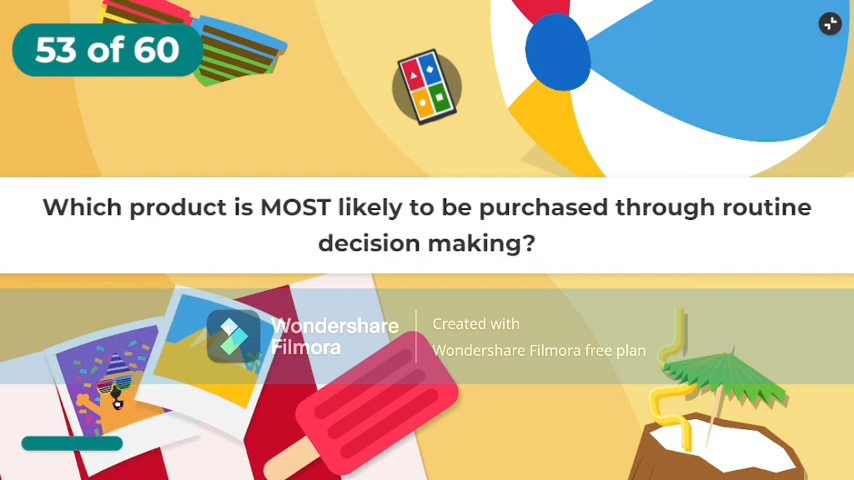 53 of 60
Which product is MOST likely to be purchased through routine
decision making?
Wondershare
Filmora
Created with
Wondershare Filmora free plan